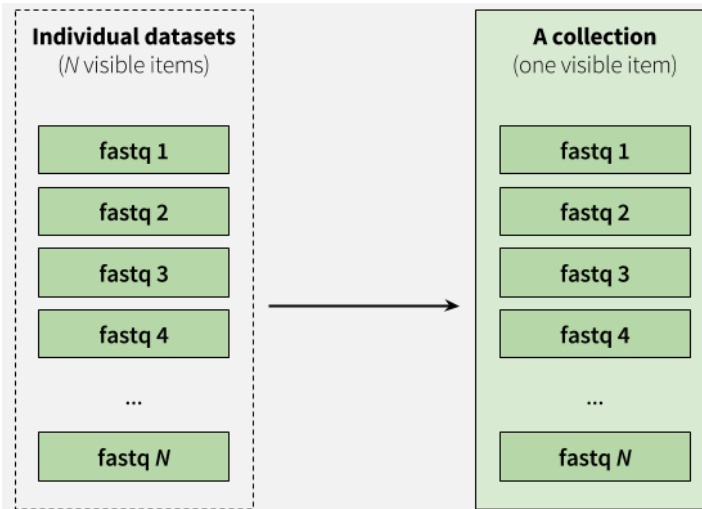 Individual datasets
(N visible items)
fastq 1
fastq 2
fastq 3
fastq 4
...
fastq N
A collection
(one visible item)
fastq 1
fastq 2
fastq 3
fastq 4
...
fastq N